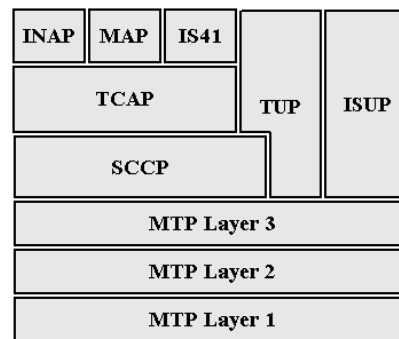 INAP MAP IS41
TCAP
TUP
ISUP
SCCP
MTP Layer 3
MTP Layer 2
MTP Layer 1